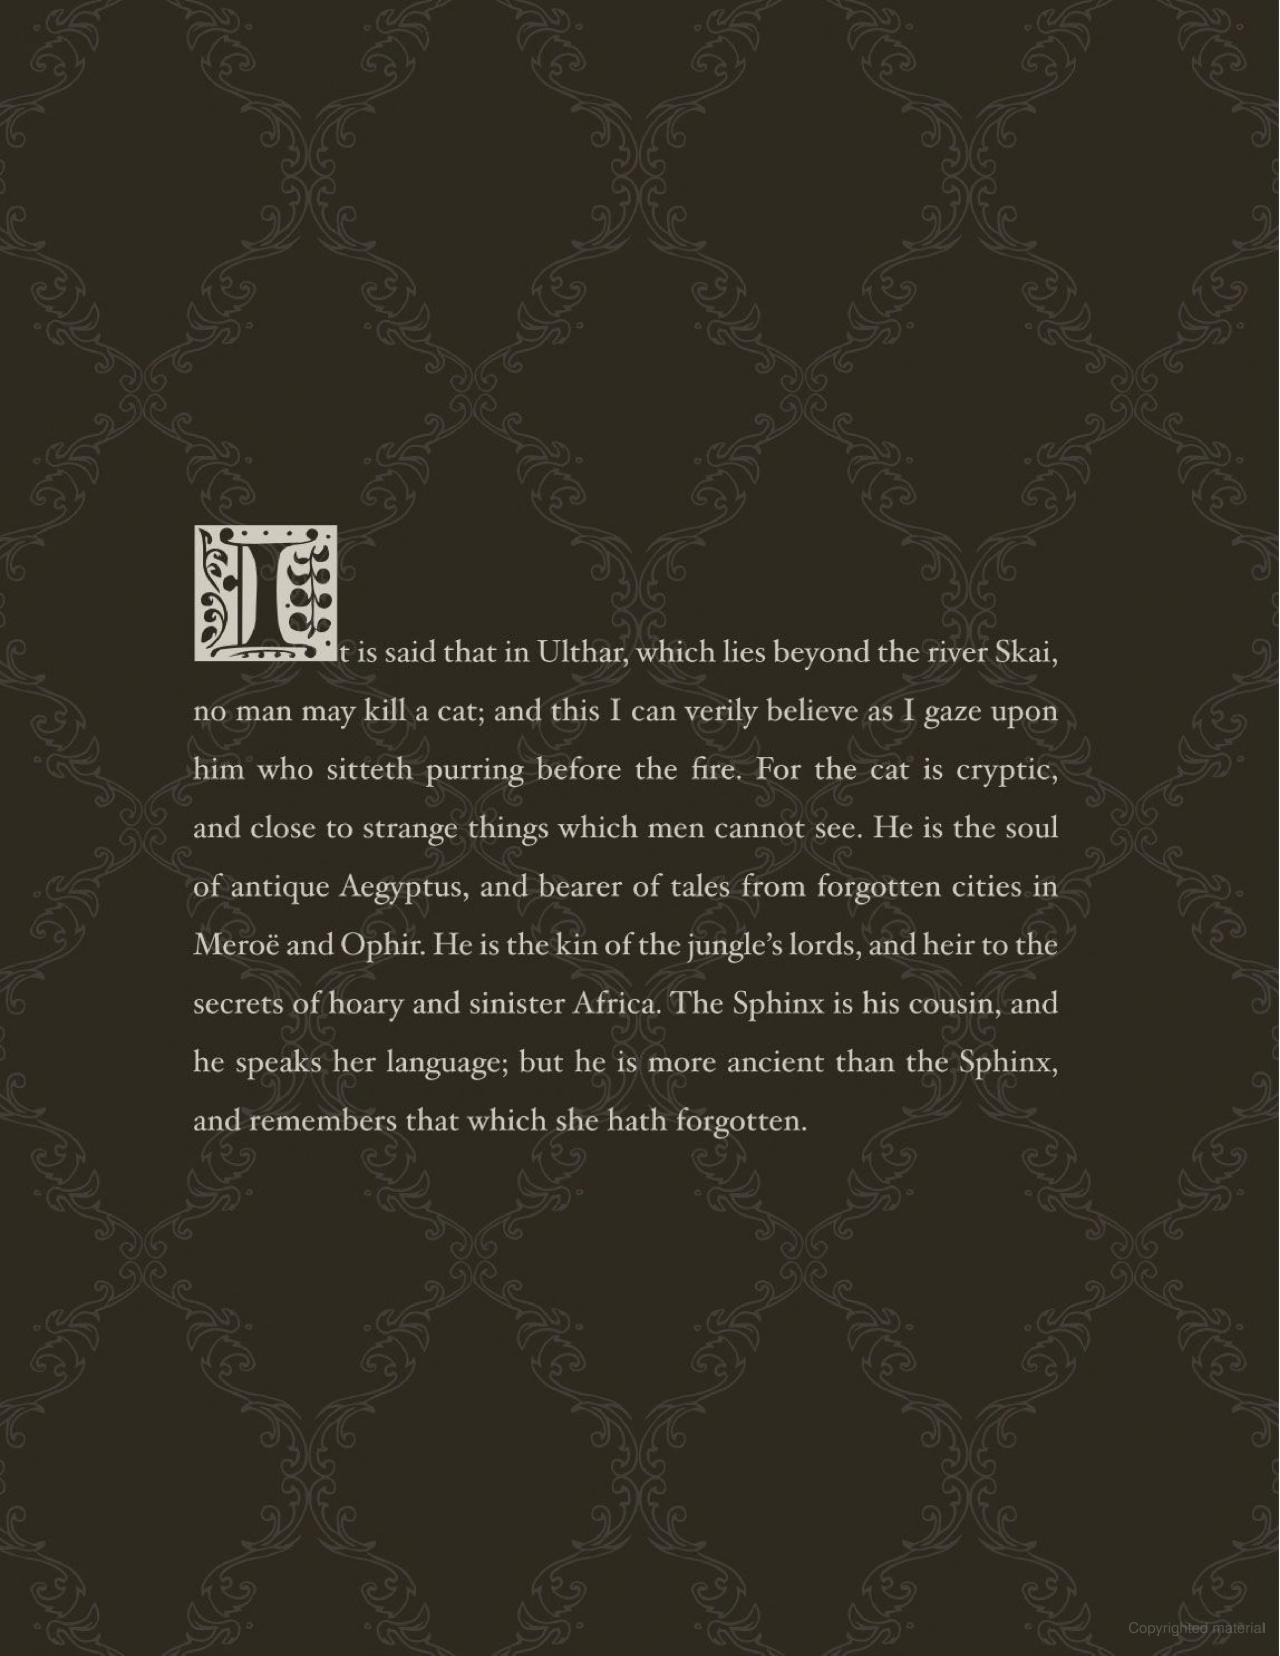 It is said that in Ulthar, which lies beyond the river Skai,
no man may kill a cat; and this I can verily believe as I gaze upon
him who sitteth purring before the fire. For the cat is cryptic,
and close to strange things which men cannot see. He is the soul
of antique Aegyptus, and bearer of tales from forgotten cities in
Meroë and Ophir. He is the kin of the jungle’s lords, and heir to the
secrets of hoary and sinister Africa. The Sphinx is his cousin, and
he speaks her language; but he is more ancient than the Sphinx,
and remembers that which she hath forgotten.
Copyrighted material